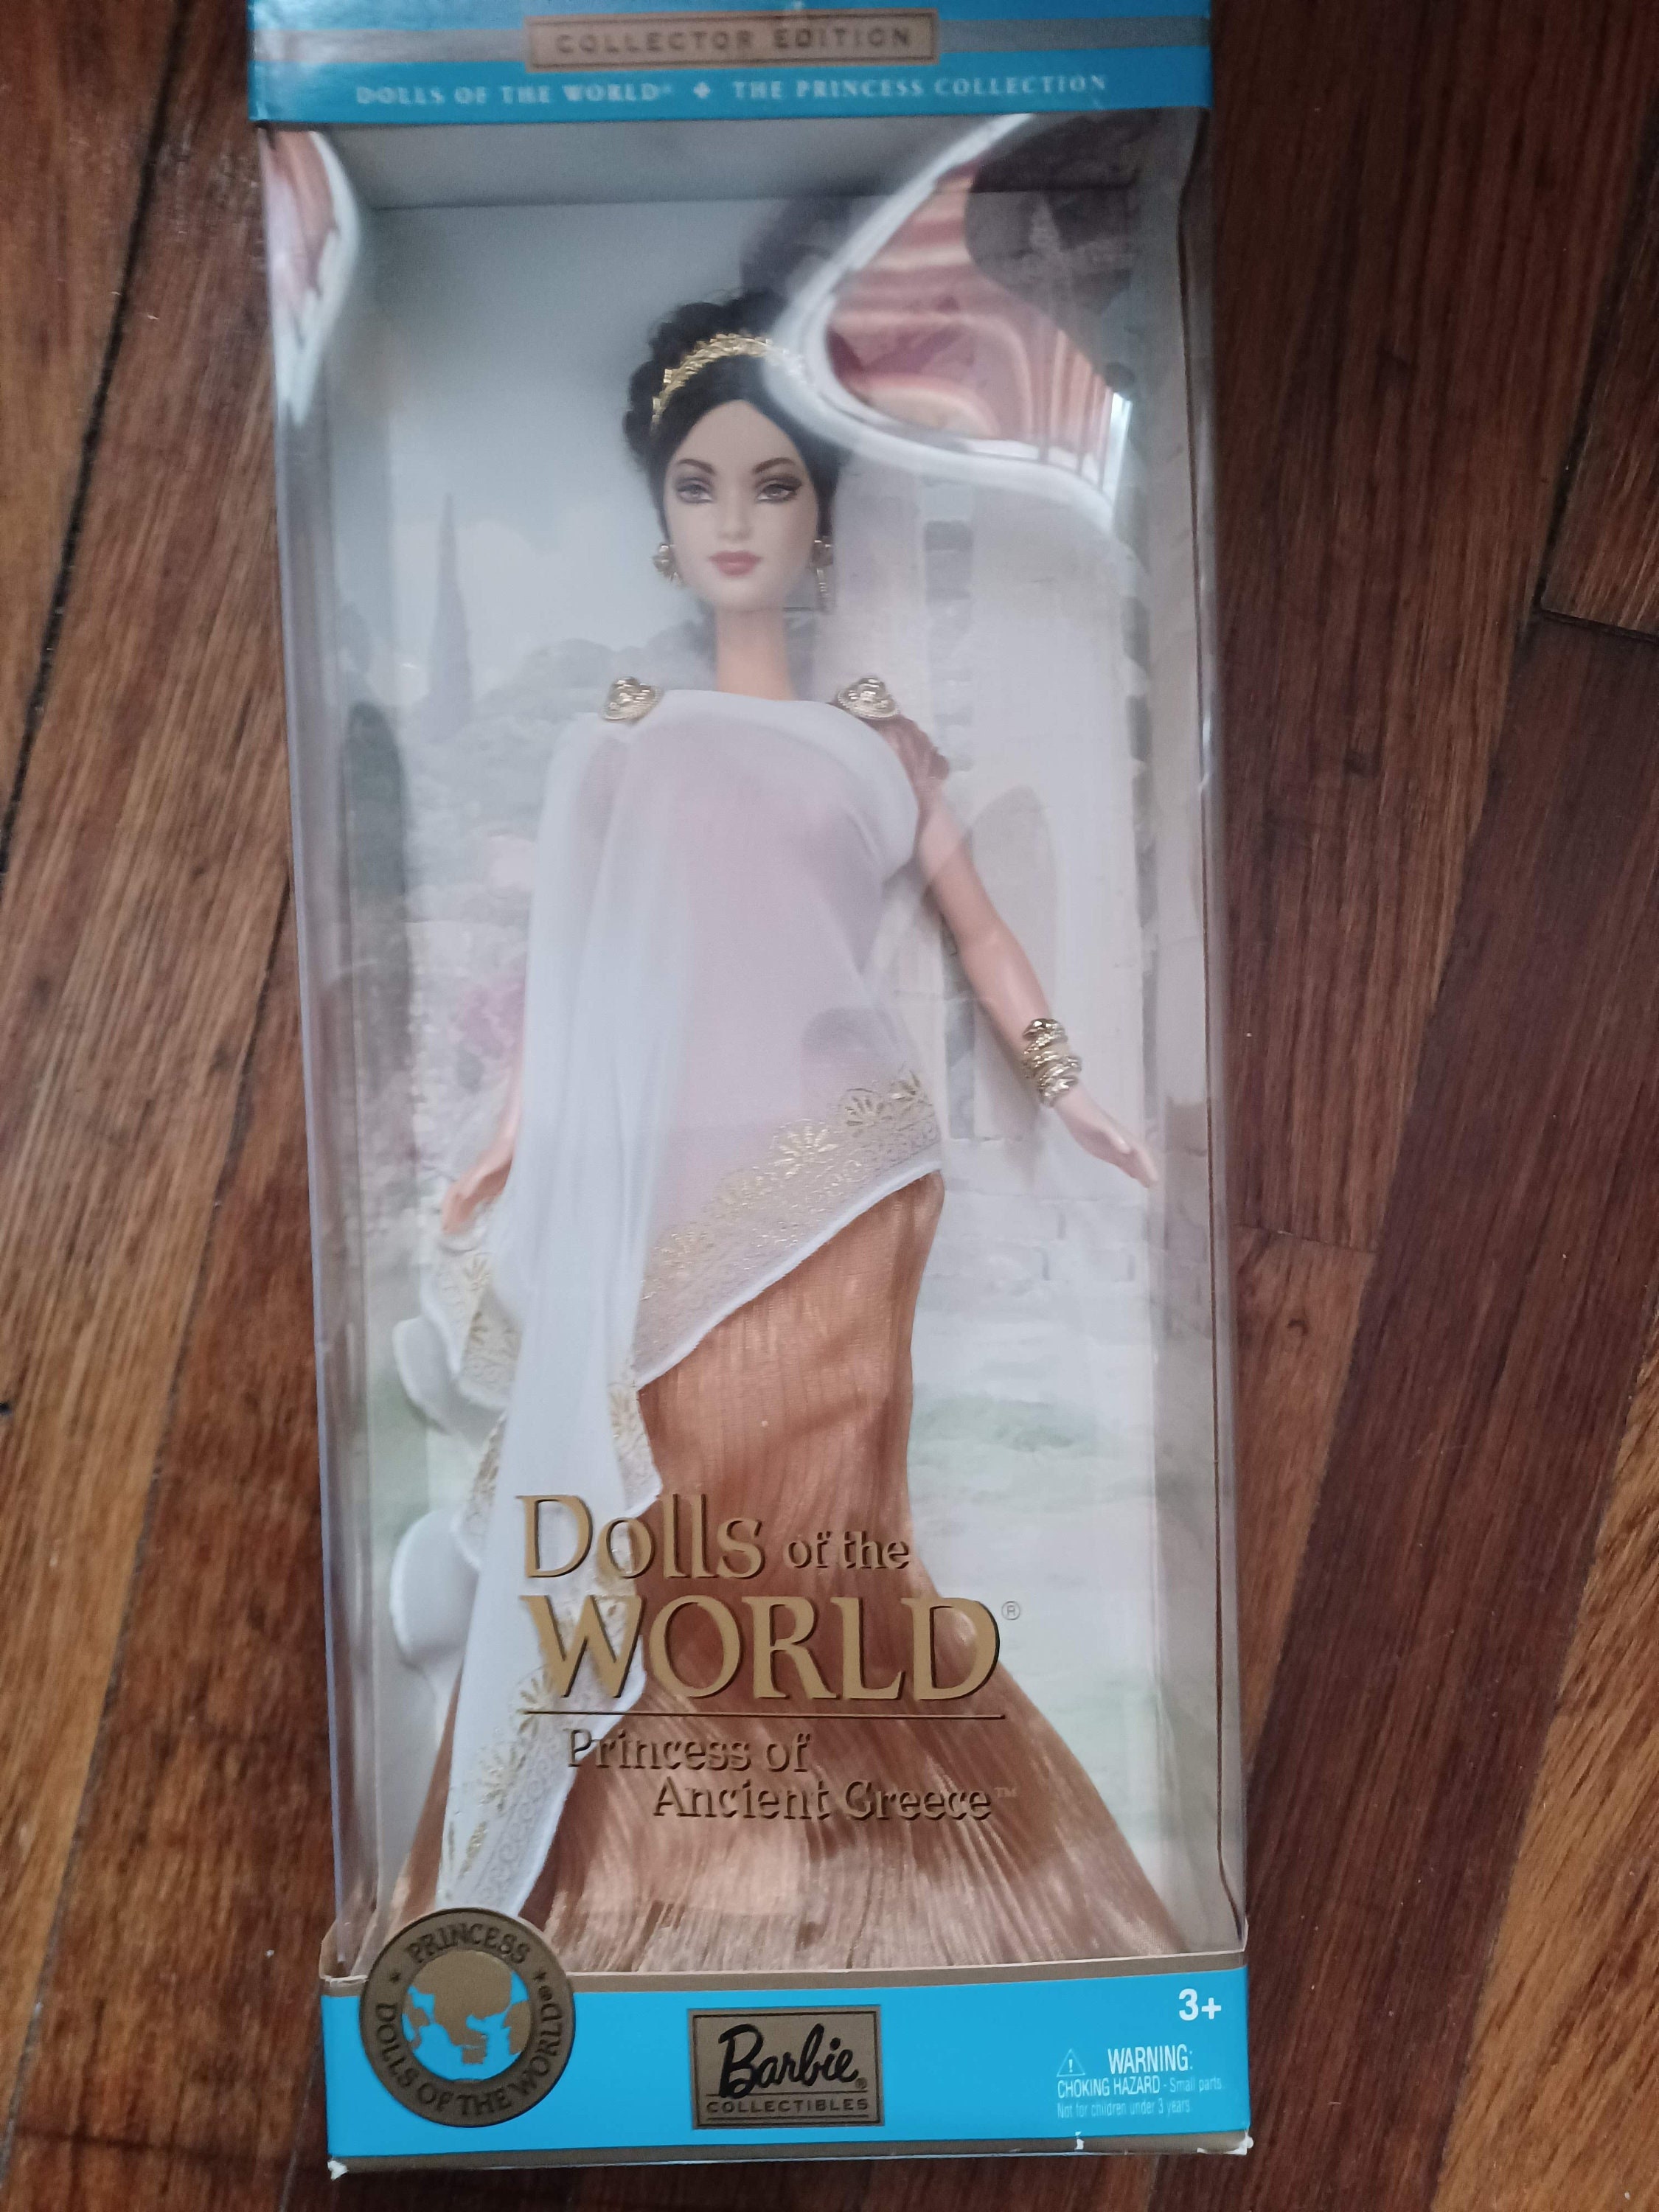 COLLECTOR EDITION
DOLLS OF THE WORLD® ✦ THE PRINCESS COLLECTION
Dolls of the
WORLD®
Princess of
Ancient Greece™
PRINCESS
DOLLS OF THE WORLD®
Barbie®
COLLECTIBLES
3+
WARNING:
CHOKING HAZARD - Small parts
Not for children under 3 years